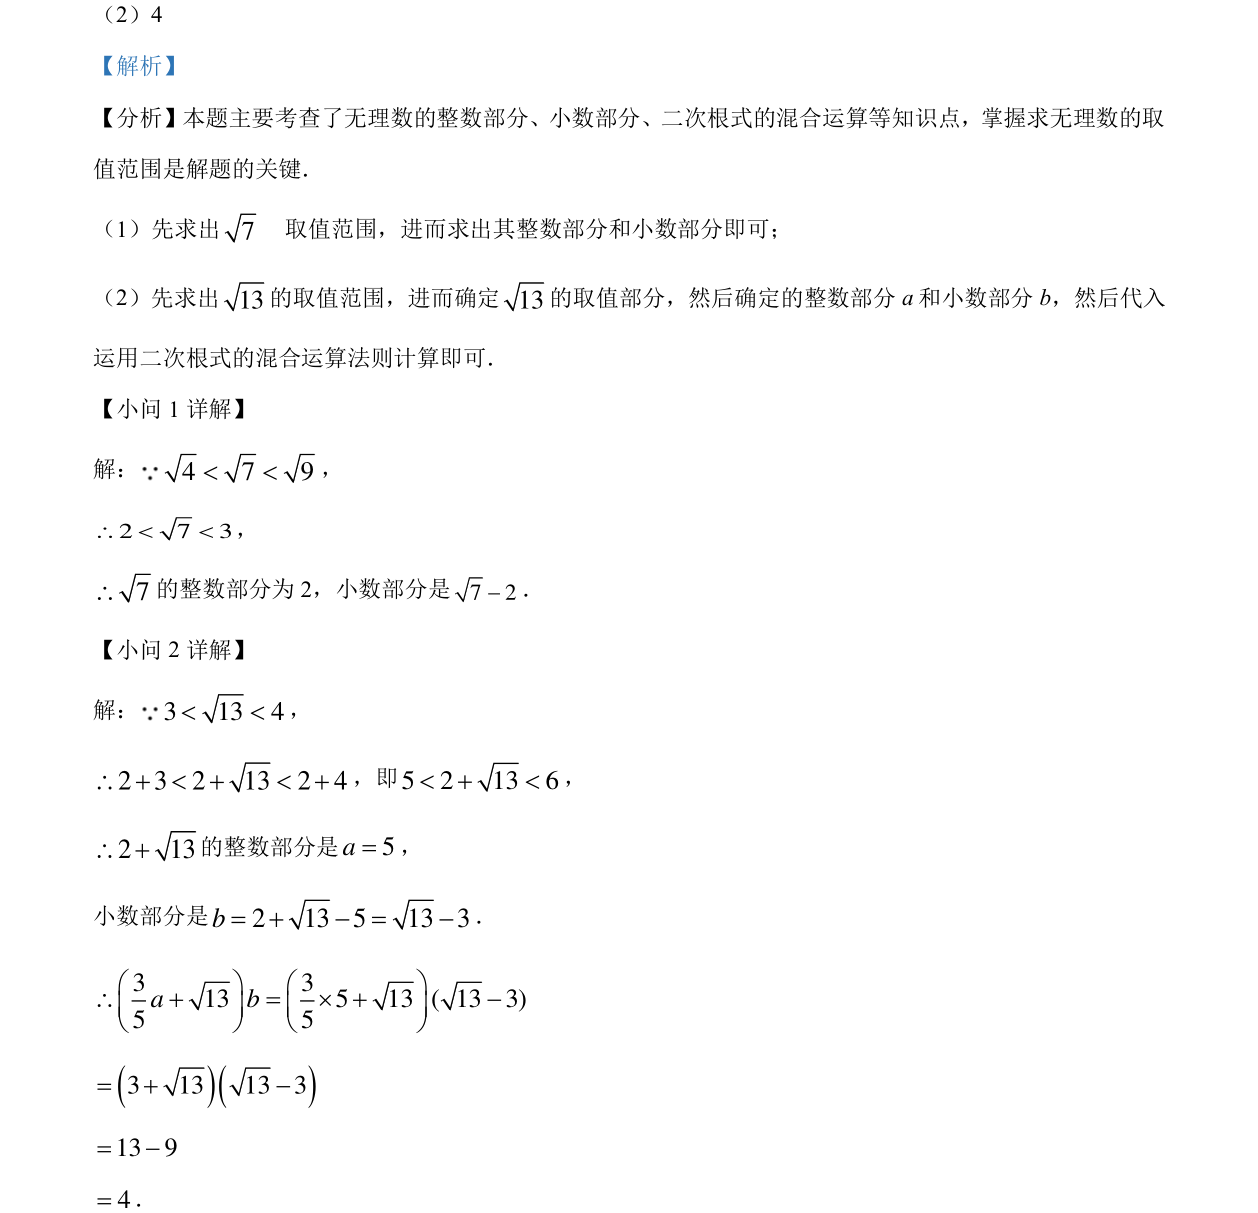 （2）4
【解析】
【分析】本题主要考查了无理数的整数部分、小数部分、二次根式的混合运算等知识点，掌握求无理数的取
值范围是解题的关键．
（1）先求出√7 取值范围，进而求出其整数部分和小数部分即可；
（2）先求出√13的取值范围，进而确定√13的取值部分，然后确定的整数部分 a 和小数部分 b，然后代入
运用二次根式的混合运算法则计算即可．
【小问 1 详解】
解：∵√4<√7<√9，
∴2<√7<3，
∴√7的整数部分为 2，小数部分是√7−2．
【小问 2 详解】
解：∵3<√13<4，
∴2+3<2+√13<2+4，即5<2+√13<6，
∴2+√13的整数部分是a=5，
小数部分是b=2+√13−5=√13−3．
∴(3/5 a+√13)b=(3/5×5+√13)(√13−3)
=(3+√13)(√13−3)
=13−9
=4．